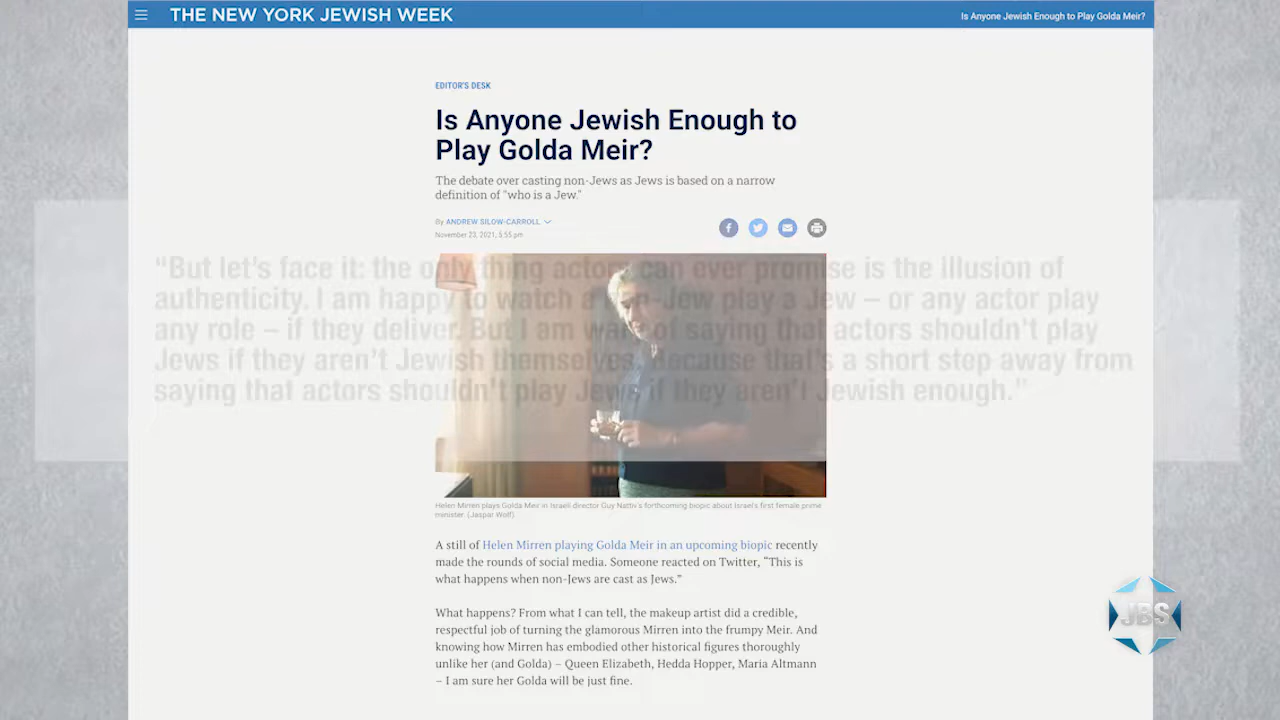 THE NEW YORK JEWISH WEEK
Is Anyone Jewish Enough to Play Golda Meir?
EDITOR'S DESK
Is Anyone Jewish Enough to
Play Golda Meir?
The debate over casting non-Jews as Jews is based on a narrow
definition of "who is a Jew."
By ANDREW SILOW-CARROLL
November 23, 2021, 5:55 pm
“But let’s face it: the only thing actors can ever promise is the illusion of
authenticity. I am happy to watch a non-Jew play a Jew – or any actor play
any role – if they deliver. But I am wary of saying that actors shouldn’t play
Jews if they aren’t Jewish themselves. Because that’s a short step away from
saying that actors shouldn’t play Jews if they aren’t Jewish enough.”
Helen Mirren plays Golda Meir in Israeli director Guy Nattiv's forthcoming biopic about Israel's first female prime
minister. (Jasper Wolf)
A still of Helen Mirren playing Golda Meir in an upcoming biopic recently
made the rounds of social media. Someone reacted on Twitter, “This is
what happens when non-Jews are cast as Jews.”
What happens? From what I can tell, the makeup artist did a credible,
respectful job of turning the glamorous Mirren into the frumpy Meir. And
knowing how Mirren has embodied other historical figures thoroughly
unlike her (and Golda) – Queen Elizabeth, Hedda Hopper, Maria Altmann
– I am sure her Golda will be just fine.
JBS